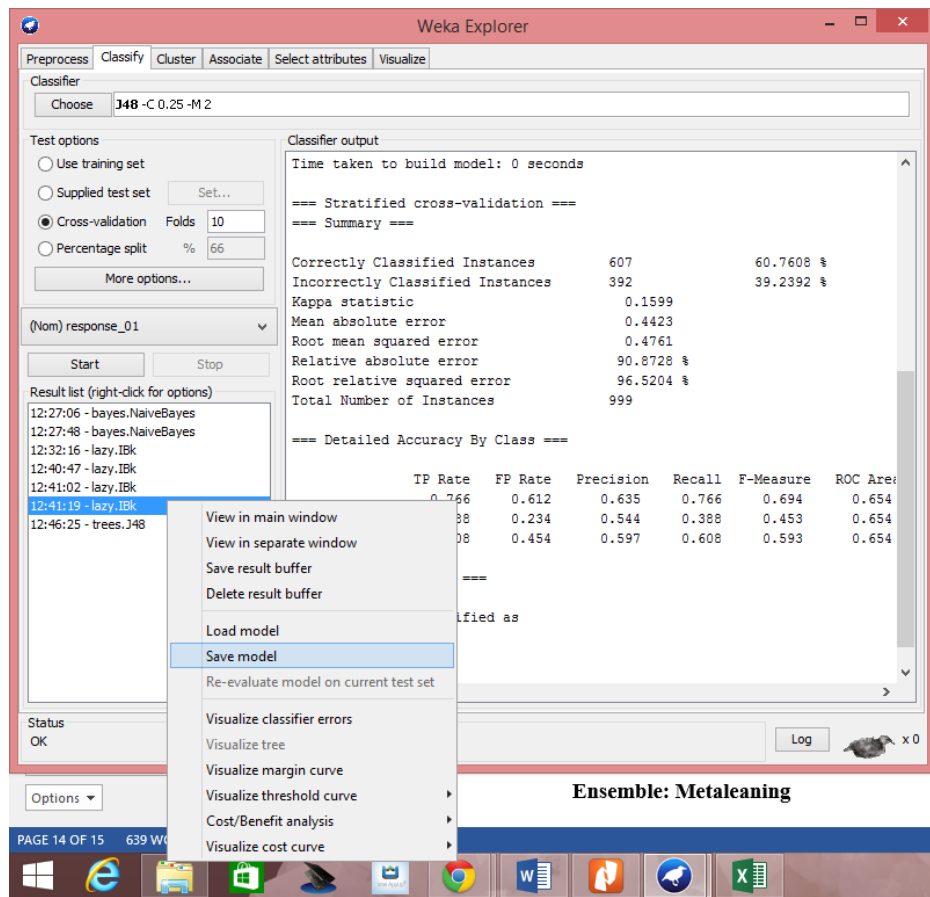 Weka Explorer
Preprocess Classify Cluster Associate Select attributes Visualize
Classifier
Choose J48 -C 0.25 -M 2
Test options
Use training set
Supplied test set Set...
Cross-validation Folds 10
Percentage split % 66
More options...
(Nom) response_01
Start Stop
Result list (right-click for options)
12:27:06 - bayes.NaiveBayes
12:27:48 - bayes.NaiveBayes
12:32:16 - lazy.IBk
12:40:47 - lazy.IBk
12:41:02 - lazy.IBk
12:41:19 - lazy.IBk
12:46:25 - trees.J48
Classifier output
Time taken to build model: 0 seconds
=== Stratified cross-validation ===
=== Summary ===
Correctly Classified Instances 607 60.7608 %
Incorrectly Classified Instances 392 39.2392 %
Kappa statistic 0.1599
Mean absolute error 0.4423
Root mean squared error 0.4761
Relative absolute error 90.8728 %
Root relative squared error 96.5204 %
Total Number of Instances 999
=== Detailed Accuracy By Class ===
TP Rate FP Rate Precision Recall F-Measure ROC Area
0.766 0.612 0.635 0.766 0.694 0.654
88 0.234 0.544 0.388 0.453 0.654
08 0.454 0.597 0.608 0.593 0.654
===
ified as
View in main window
View in separate window
Save result buffer
Delete result buffer
Load model
Save model
Re-evaluate model on current test set
Visualize classifier errors
Visualize tree
Visualize margin curve
Visualize threshold curve
Cost/Benefit analysis
Visualize cost curve
Status
OK
Log x 0
Options
Ensemble: Metaleaning
PAGE 14 OF 15 639 WO